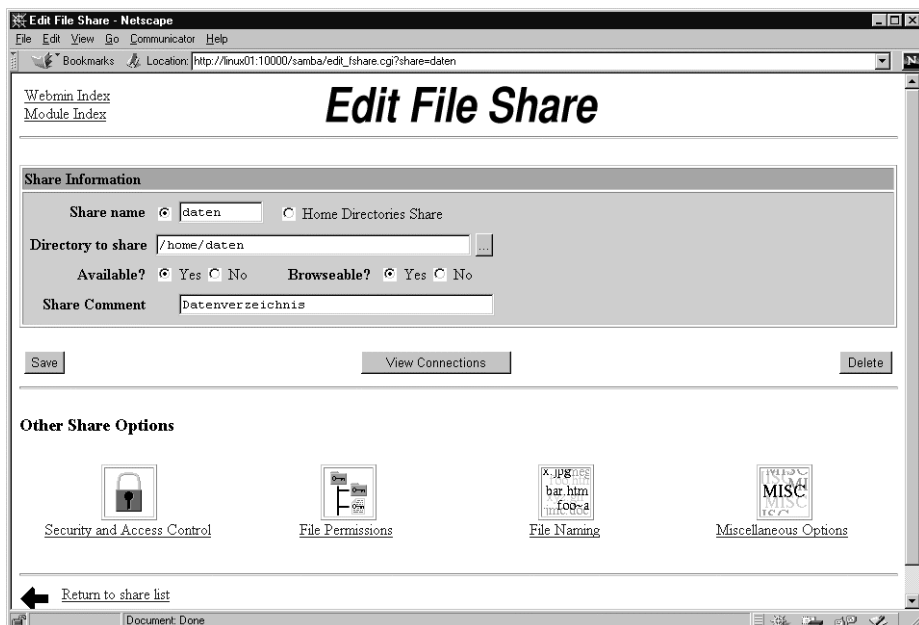 Edit File Share - Netscape
File Edit View Go Communicator Help
Bookmarks Location: http://linux01:10000/samba/edit_fshare.cgi?share=daten
N
Webmin Index
Module Index
Edit File Share
Share Information
Share name daten Home Directories Share
Directory to share /home/daten ...
Available? Yes No Browseable? Yes No
Share Comment Datenverzeichnis
Save View Connections Delete
Other Share Options
x.jpg
bar.htm
foo~a
MISC
Security and Access Control File Permissions File Naming Miscellaneous Options
Return to share list
Document: Done